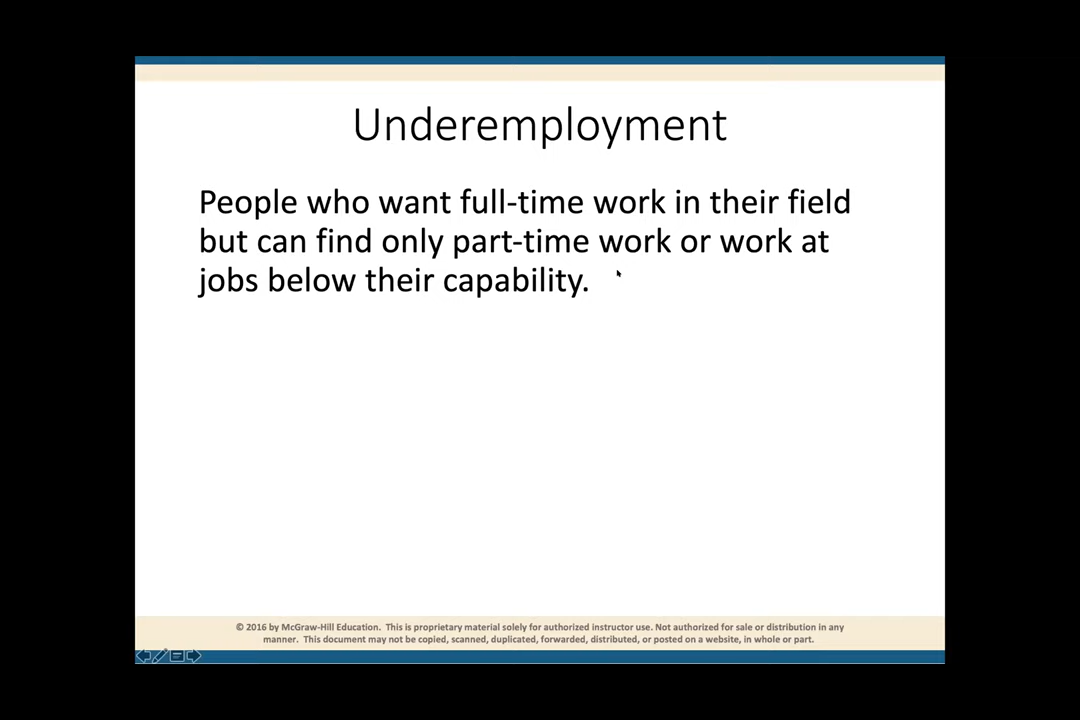 Underemployment
People who want full-time work in their field
but can find only part-time work or work at
jobs below their capability.
© 2016 by McGraw-Hill Education. This is proprietary material solely for authorized instructor use. Not authorized for sale or distribution in any
manner. This document may not be copied, scanned, duplicated, forwarded, distributed, or posted on a website, in whole or part.